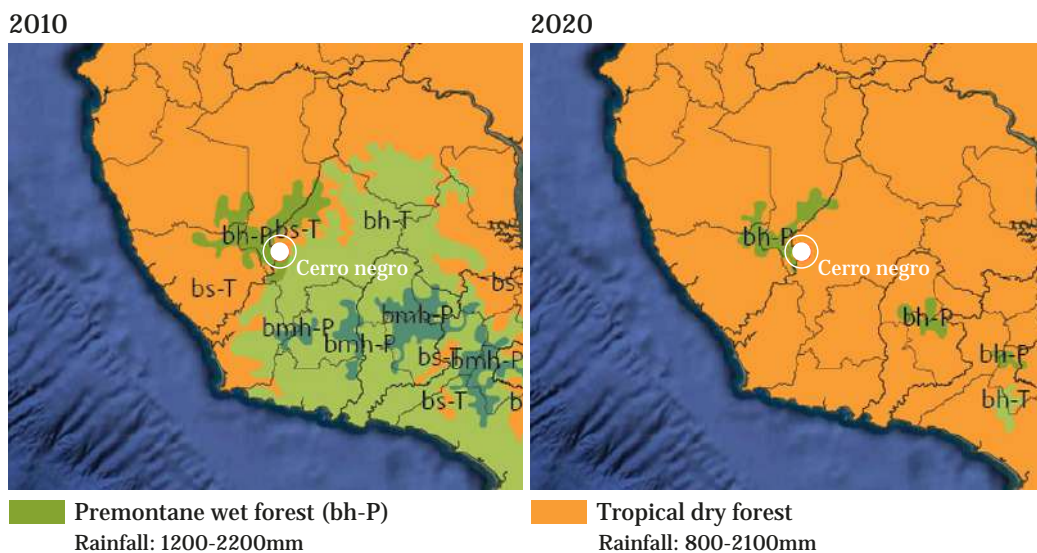 2010
bh-P
bs-T
bh-T
Cerro negro
bs-T
bs-T
bmh-P
bmh-P
bmh-P
bs-T
bmh-P
bs-T
b
Premontane wet forest (bh-P)
Rainfall: 1200-2200mm
2020
bh-P
Cerro negro
bh-P
bh-P
bh-T
Tropical dry forest
Rainfall: 800-2100mm